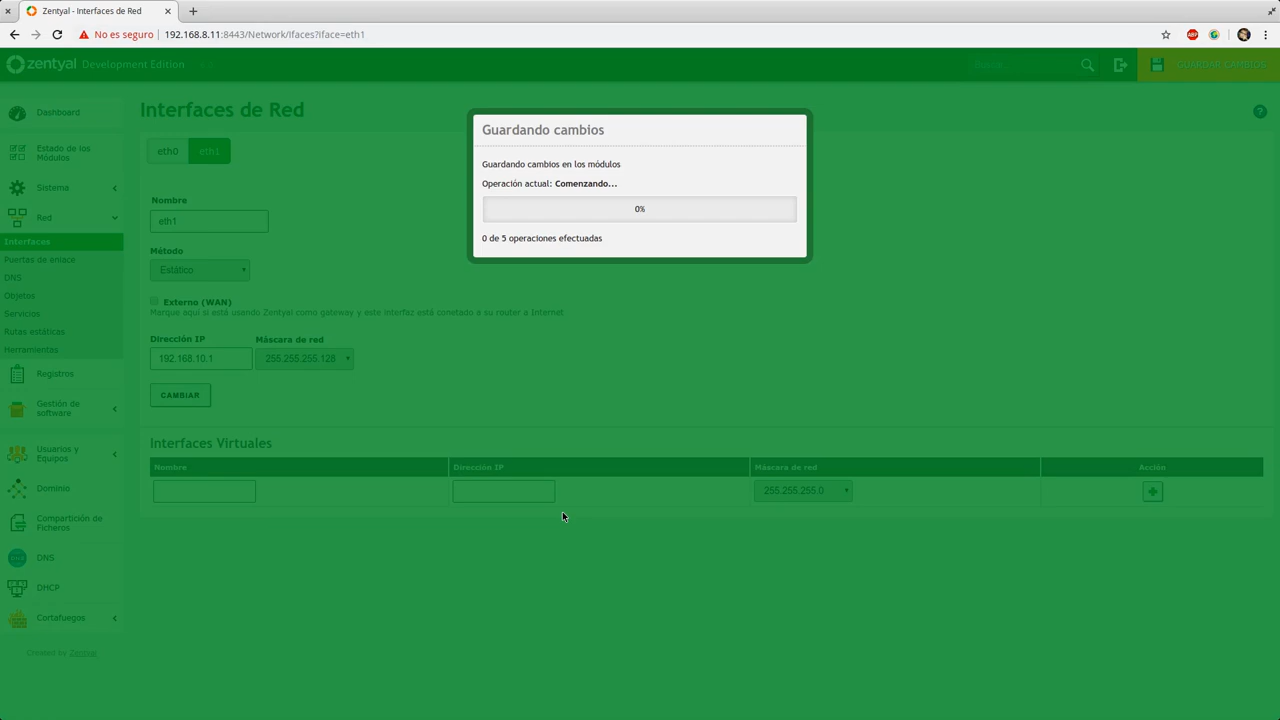 Zentyal - Interfaces de Red
No es seguro
192.168.8.11:8443/Network/Ifaces?iface=eth1
zentyal Development Edition
GUARDAR CAMBIOS
Dashboard
Estado de los
Módulos
Sistema
Red
Interfaces
Puertas de enlace
DNS
Objetos
Servicios
Rutas estáticas
Herramientas
Registros
Gestión de
software
Usuarios y
Equipos
Dominio
Compartición de
Ficheros
DNS
DHCP
Cortafuegos
Created by Zentyal
Interfaces de Red
eth0 eth1
Nombre
eth1
Método
Estático
Externo (WAN)
Marque aquí si está usando Zentyal como gateway y este interfaz está conetado a su router a Internet
Dirección IP Máscara de red
192.168.10.1 255.255.255.128
CAMBIAR
Interfaces Virtuales
Nombre Dirección IP Máscara de red Acción
255.255.255.0
Guardando cambios
Guardando cambios en los módulos
Operación actual: Comenzando...
0%
0 de 5 operaciones efectuadas